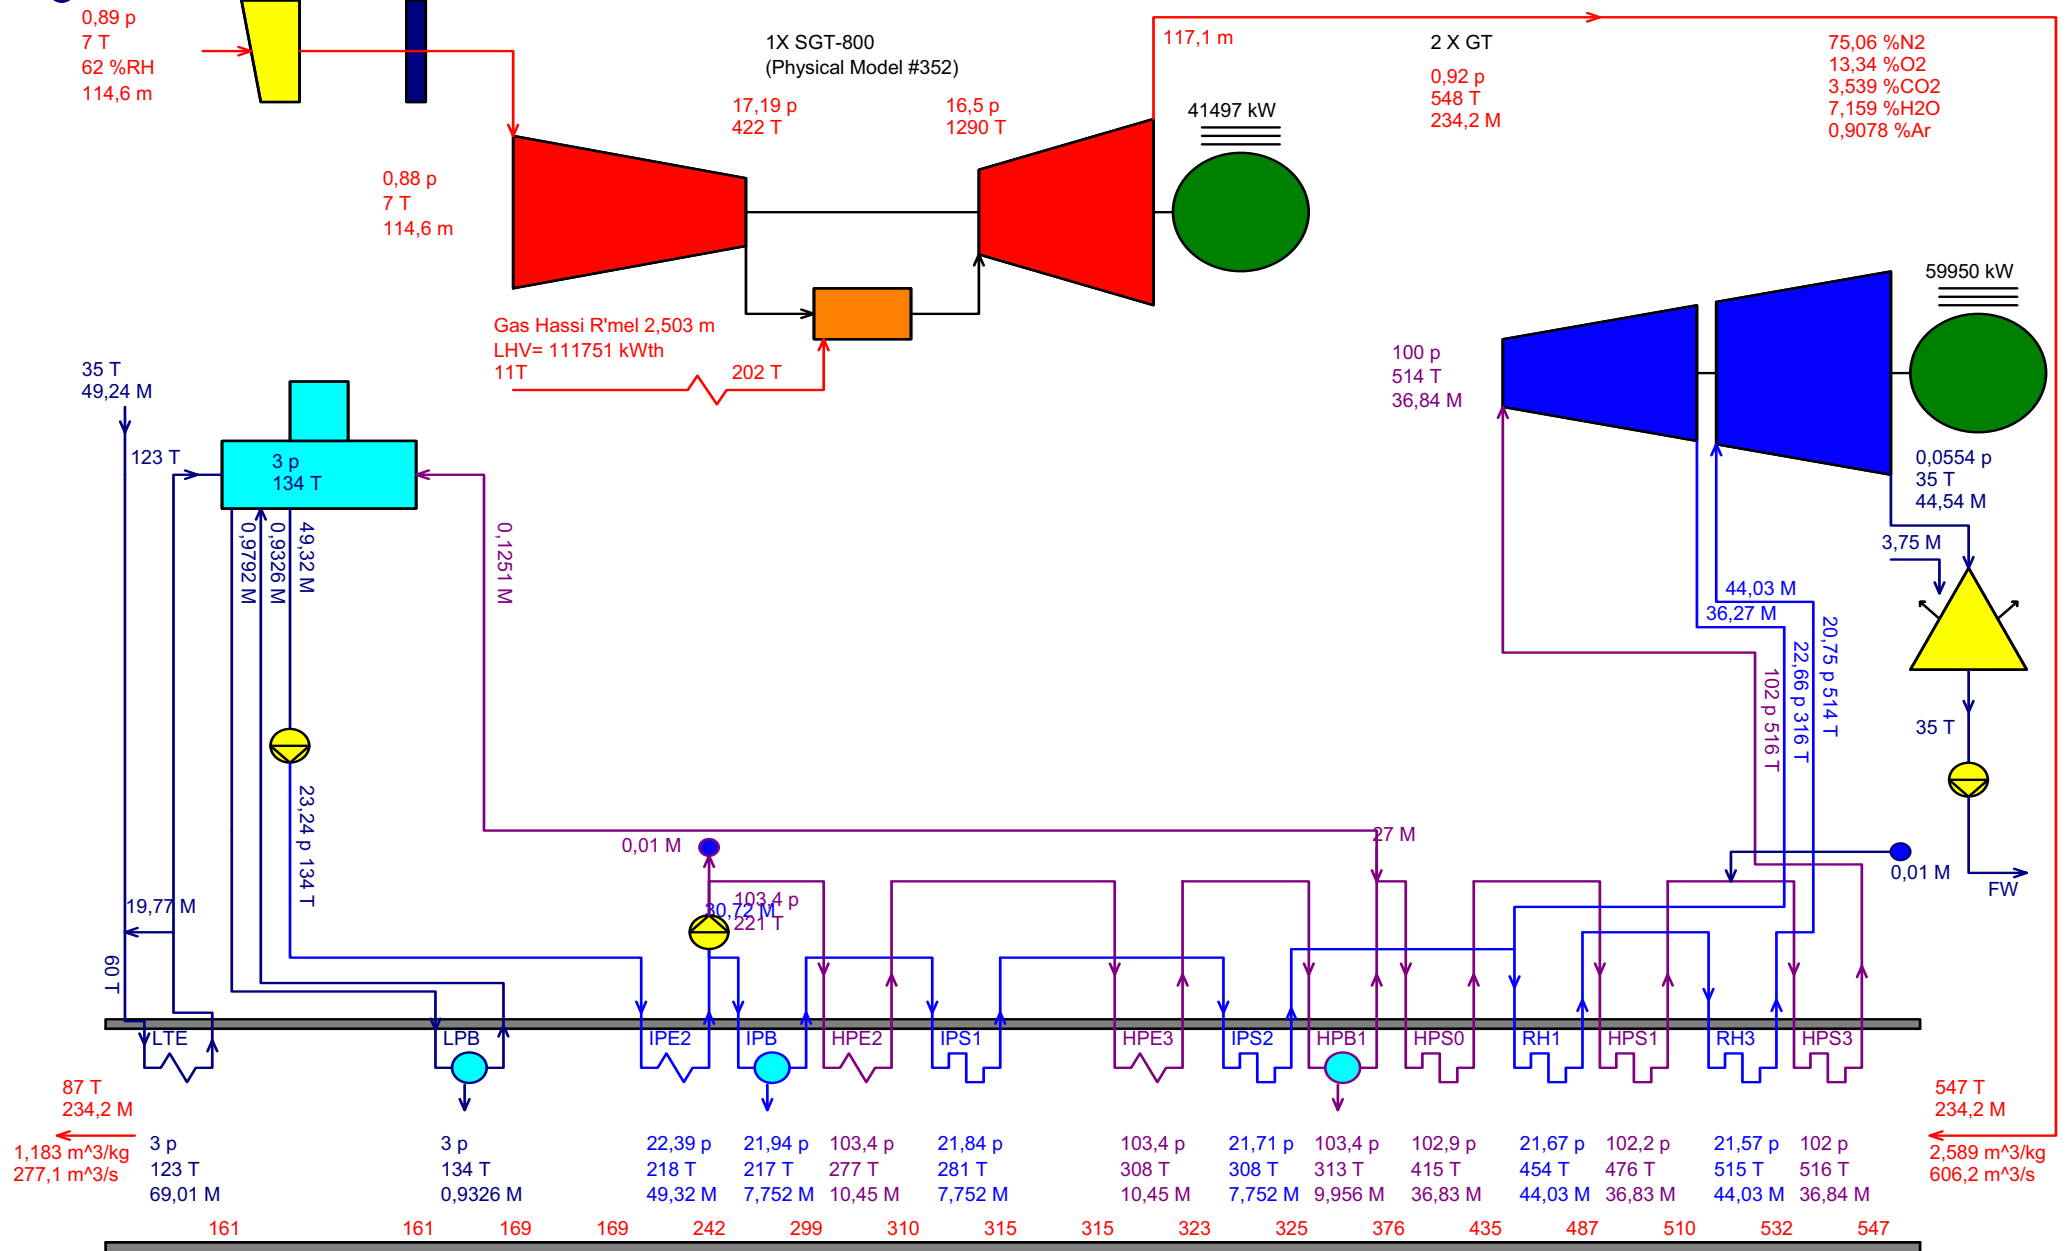 0,89 p
7 T
62 %RH
114,6 m
1X SGT-800
(Physical Model #352)
17,19 p
422 T
16,5 p
1290 T
117,1 m
41497 kW
2 X GT
0,92 p
548 T
234,2 M
75,06 %N2
13,34 %O2
3,539 %CO2
7,159 %H2O
0,9078 %Ar
0,88 p
7 T
114,6 m
Gas Hassi R'mel 2,503 m
LHV= 111751 kWth
11T
202 T
59950 kW
100 p
514 T
36,84 M
35 T
49,24 M
123 T
3 p
134 T
0,9792 M
0,9326 M
49,32 M
0,1251 M
0,0554 p
35 T
44,54 M
3,75 M
44,03 M
36,27 M
102 p 516 T
22,66 p 316 T
20,75 p 514 T
35 T
23,24 p 134 T
0,01 M
27 M
0,01 M
FW
19,77 M
103,4 p
30,72 M
221 T
60 T
LTE
LPB
IPE2
IPB
HPE2
IPS1
HPE3
IPS2
HPB1
HPS0
RH1
HPS1
RH3
HPS3
87 T
234,2 M
1,183 m^3/kg
277,1 m^3/s
547 T
234,2 M
2,589 m^3/kg
606,2 m^3/s
3 p
123 T
69,01 M
3 p
134 T
0,9326 M
22,39 p
218 T
49,32 M
21,94 p
217 T
7,752 M
103,4 p
277 T
10,45 M
21,84 p
281 T
7,752 M
103,4 p
308 T
10,45 M
21,71 p
308 T
7,752 M
103,4 p
313 T
9,956 M
102,9 p
415 T
36,83 M
21,67 p
454 T
44,03 M
102,2 p
476 T
36,83 M
21,57 p
515 T
44,03 M
102 p
516 T
36,84 M
161 161 169 169 242 299 310 315 315 323 325 376 435 487 510 532 547